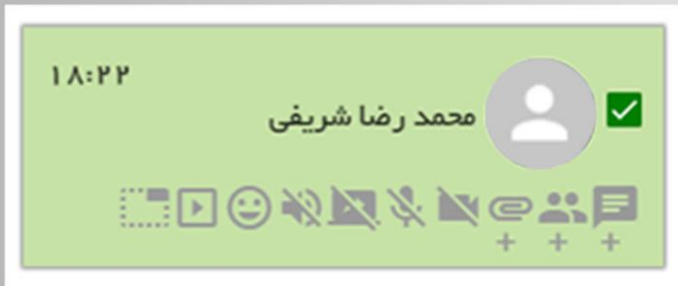 ۱۸:۲۲
محمد رضا شریفی
+ + +